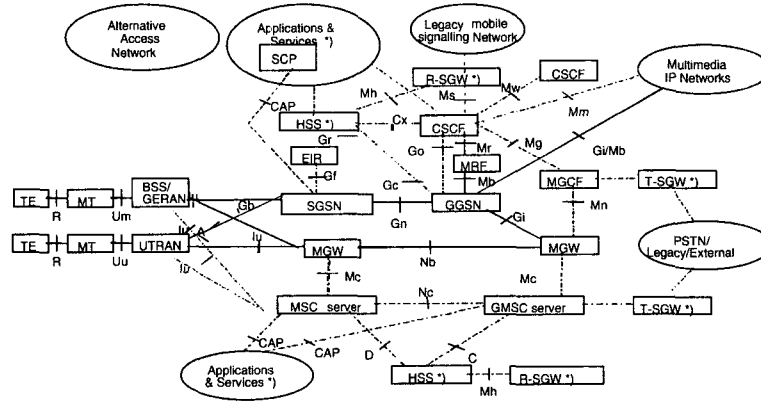 Alternative
Access
Network
Applications &
Services *)
SCP
Legacy mobile
signalling Network
Multimedia
IP Networks
R-SGW *)
CSCF
Mh
Ms
Mw
Mm
CAP
HSS *)
Cx
CSCF
Mg
Gi/Mb
Gr
Go
Mr
EIR
MRF
Gf
Gc
Mb
MGCF
T-SGW *)
TE
R
MT
Um
BSS/
GERAN
Gb
SGSN
Gn
GGSN
Gi
Mn
Iu
A
TE
R
MT
Uu
UTRAN
Iu
Iu
MGW
Nb
MGW
PSTN/
Legacy/External
Mc
Mc
MSC server
Nc
GMSC server
T-SGW *)
CAP
CAP
D
C
Applications
& Services *)
HSS *)
Mh
R-SGW *)